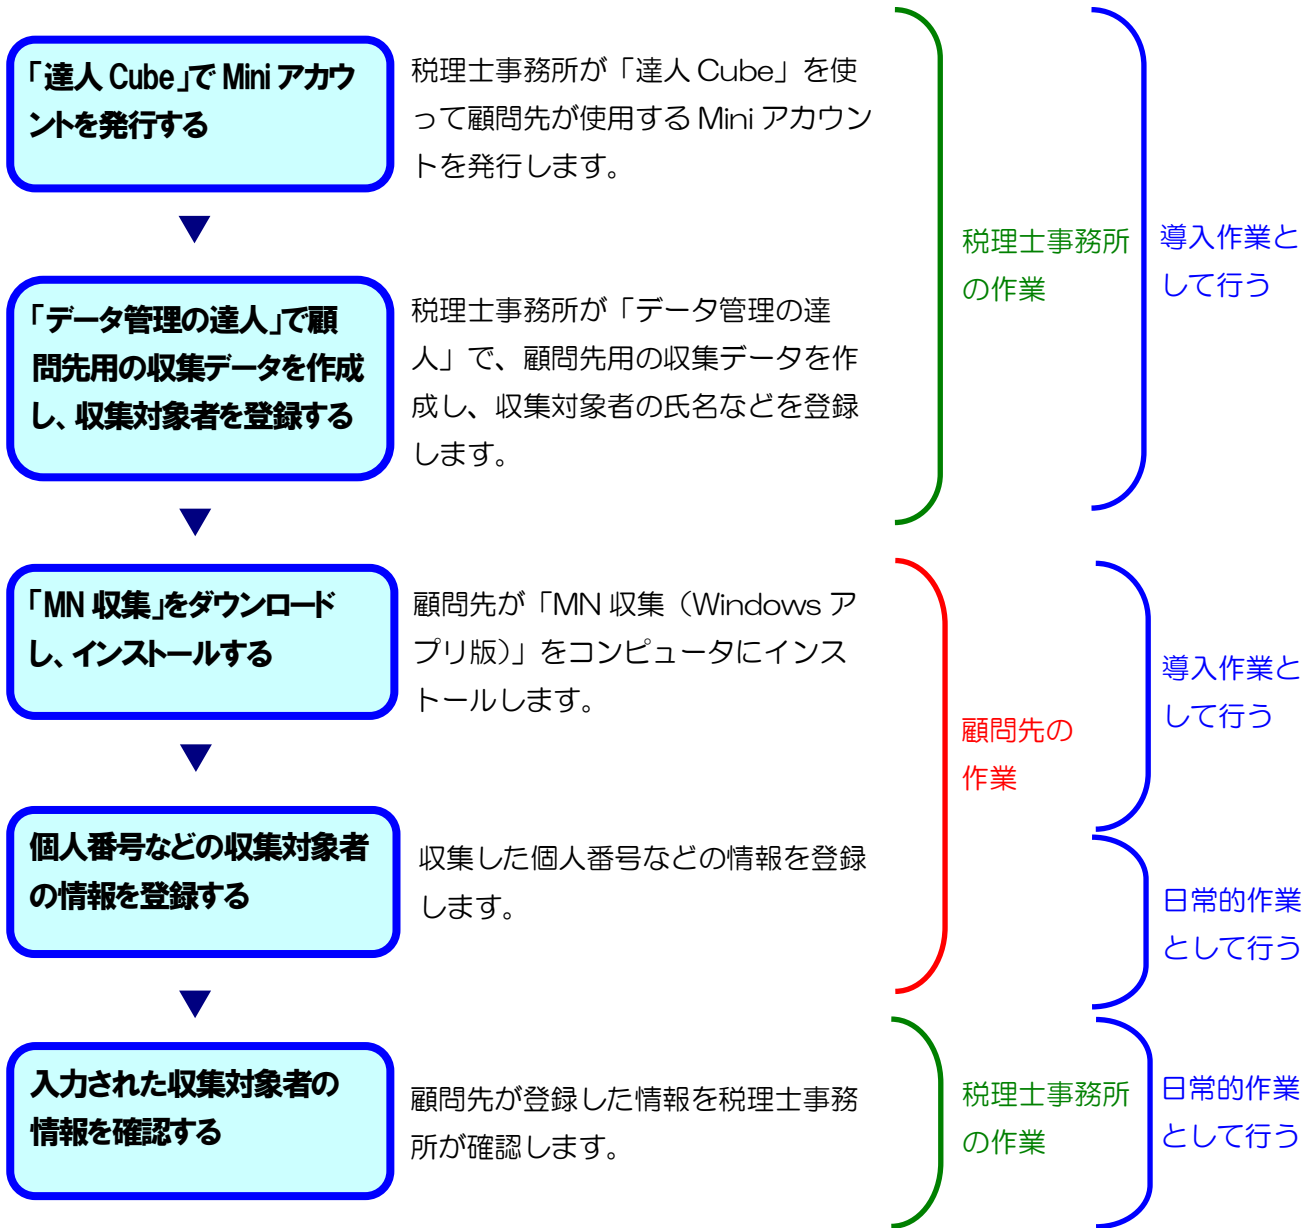 「達人 Cube」で Mini アカウ
ントを発行する
税理士事務所が「達人 Cube」を使
って顧問先が使用する Mini アカウン
トを発行します。
「データ管理の達人」で顧
問先用の収集データを作成
し、収集対象者を登録する
税理士事務所が「データ管理の達
人」で、顧問先用の収集データを作
成し、収集対象者の氏名などを登録
します。
税理士事務所
の作業
導入作業と
して行う
「MN 収集」をダウンロード
し、インストールする
顧問先が「MN 収集（Windows ア
プリ版）」をコンピュータにインス
トールします。
個人番号などの収集対象者
の情報を登録する
収集した個人番号などの情報を登録
します。
顧問先の
作業
導入作業と
して行う
日常的作業
として行う
入力された収集対象者の
情報を確認する
顧問先が登録した情報を税理士事務
所が確認します。
税理士事務所
の作業
日常的作業
として行う